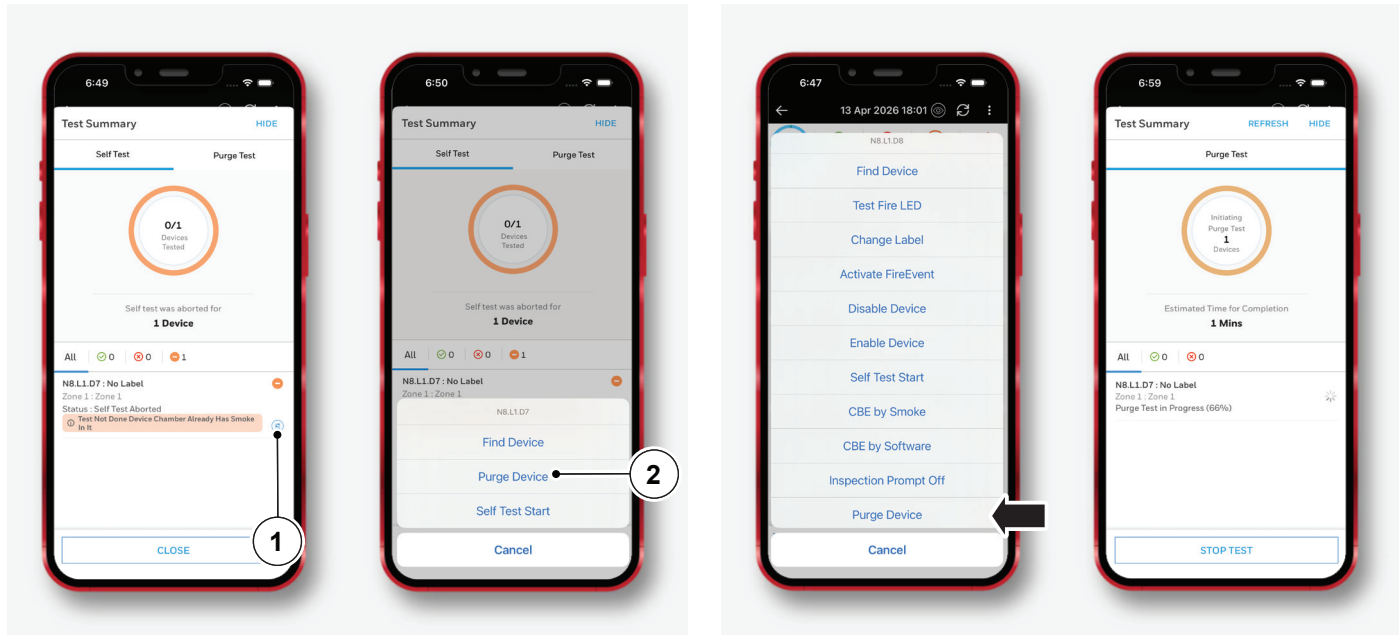 6:49
Test Summary
HIDE
Self Test
Purge Test
0/1
Devices
Tested
Self test was aborted for
1 Device
All
0
0
1
N8.L1.D7 : No Label
Zone 1 : Zone 1
Status : Self Test Aborted
Test Not Done Device Chamber Already Has Smoke
In It
CLOSE
1
6:50
Test Summary
HIDE
Self Test
Purge Test
0/1
Devices
Tested
Self test was aborted for
1 Device
All
0
0
1
N8.L1.D7 : No Label
Zone 1 : Zone 1
N8.L1.D7
Find Device
Purge Device
Self Test Start
Cancel
2
6:47
13 Apr 2026 18:01
N8.L1.D8
Find Device
Test Fire LED
Change Label
Activate FireEvent
Disable Device
Enable Device
Self Test Start
CBE by Smoke
CBE by Software
Inspection Prompt Off
Purge Device
Cancel
6:59
Test Summary
REFRESH
HIDE
Purge Test
Initiating
Purge Test
1
Devices
Estimated Time for Completion
1 Mins
All
0
0
N8.L1.D7 : No Label
Zone 1 : Zone 1
Purge Test in Progress (66%)
STOP TEST